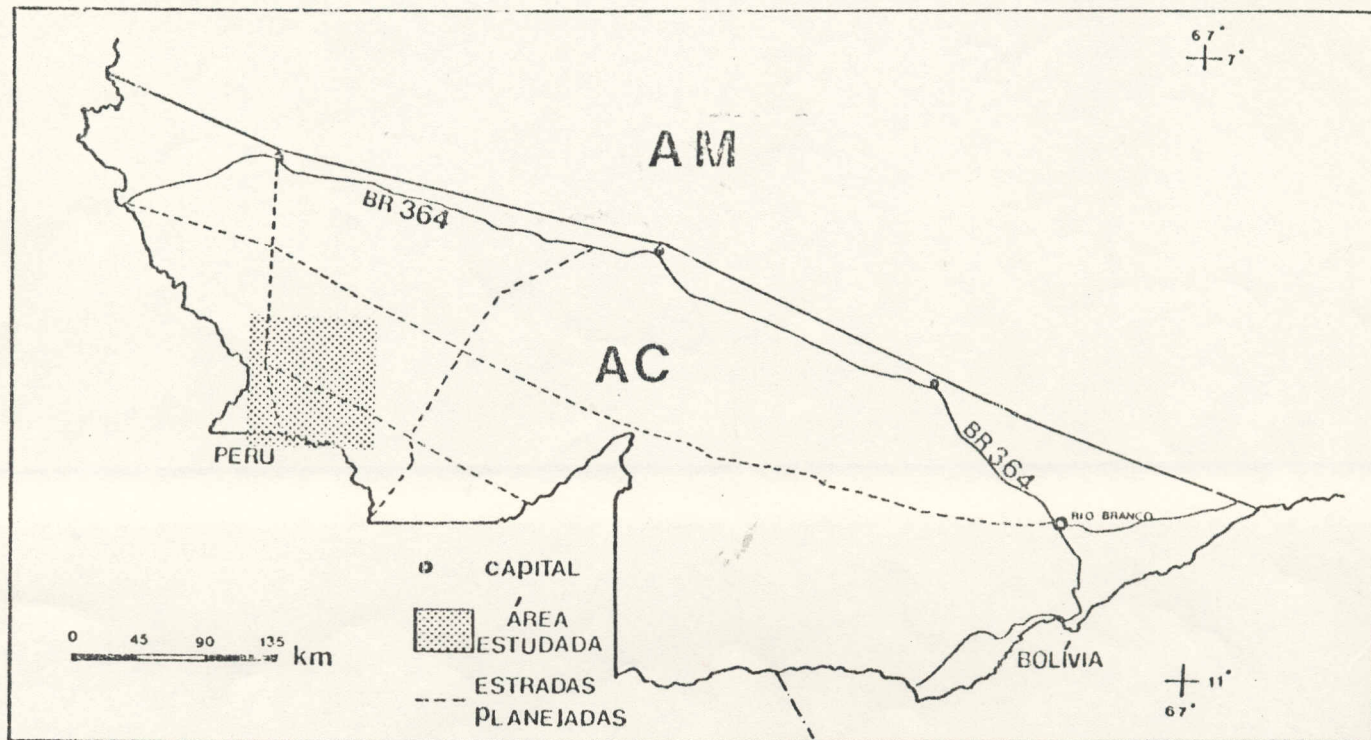 67°
7°
AM
BR 364
AC
PERU
BR 364
RIO BRANCO
CAPITAL
ÁREA
ESTUDADA
0 45 90 135 km
ESTRADAS
PLANEJADAS
BOLÍVIA
11°
67°